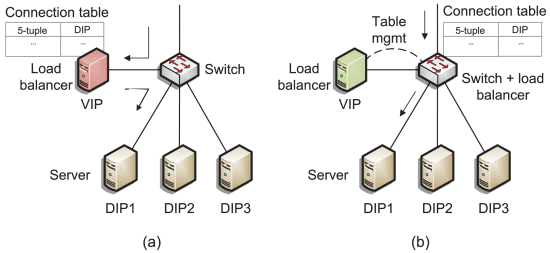 Connection table
5-tuple DIP
... ...
Load
balancer
VIP
Switch
Server
DIP1 DIP2 DIP3
(a)
Table
mgmt
Connection table
5-tuple DIP
... ...
Load
balancer
VIP
Switch + load
balancer
Server
DIP1 DIP2 DIP3
(b)